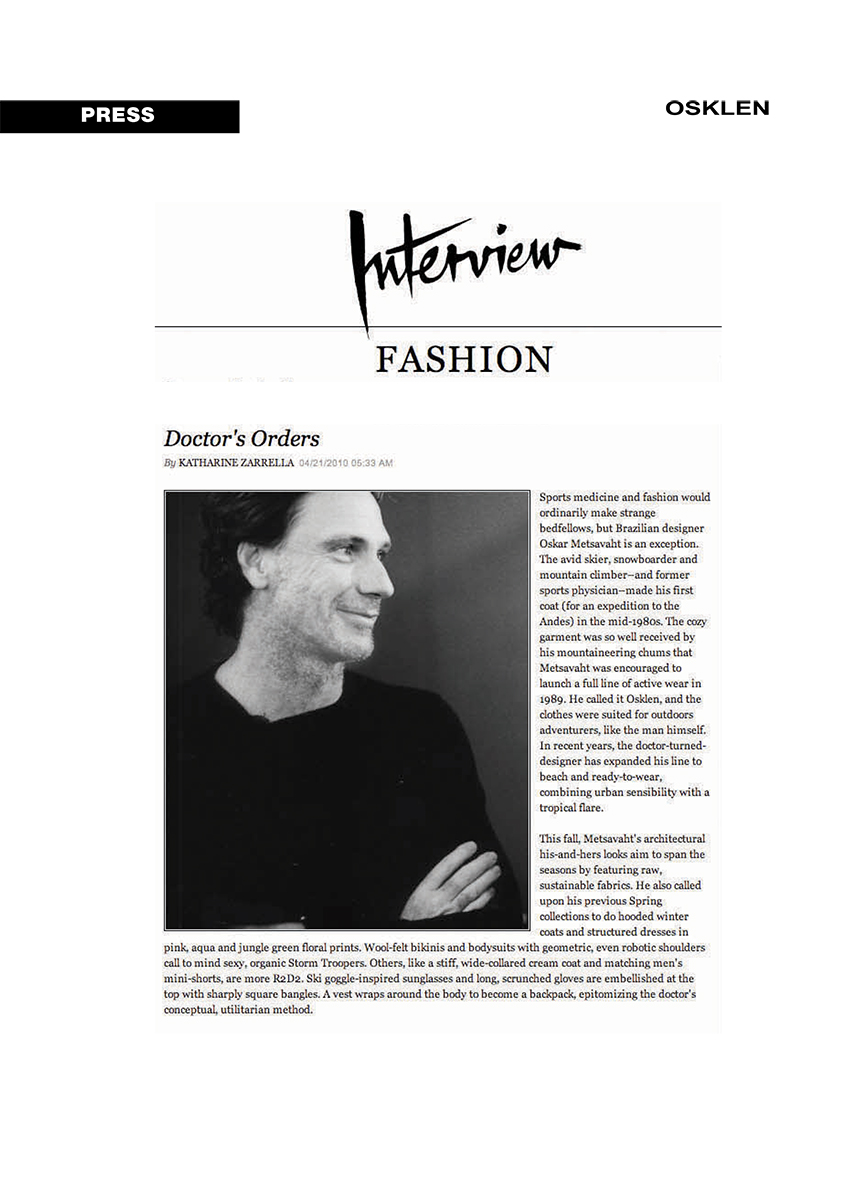 PRESS
OSKLEN
Interview
FASHION
Doctor's Orders
By KATHARINE ZARRELLA 04/21/2010 05:33 AM
Sports medicine and fashion would
ordinarily make strange
bedfellows, but Brazilian designer
Oskar Metsavaht is an exception.
The avid skier, snowboarder and
mountain climber–and former
sports physician–made his first
coat (for an expedition to the
Andes) in the mid-1980s. The cozy
garment was so well received by
his mountaineering chums that
Metsavaht was encouraged to
launch a full line of active wear in
1989. He called it Osklen, and the
clothes were suited for outdoors
adventurers, like the man himself.
In recent years, the doctor-turned-
designer has expanded his line to
beach and ready-to-wear,
combining urban sensibility with a
tropical flare.
This fall, Metsavaht's architectural
his-and-hers looks aim to span the
seasons by featuring raw,
sustainable fabrics. He also called
upon his previous Spring
collections to do hooded winter
coats and structured dresses in
pink, aqua and jungle green floral prints. Wool-felt bikinis and bodysuits with geometric, even robotic shoulders
call to mind sexy, organic Storm Troopers. Others, like a stiff, wide-collared cream coat and matching men's
mini-shorts, are more R2D2. Ski goggle-inspired sunglasses and long, scrunched gloves are embellished at the
top with sharply square bangles. A vest wraps around the body to become a backpack, epitomizing the doctor's
conceptual, utilitarian method.